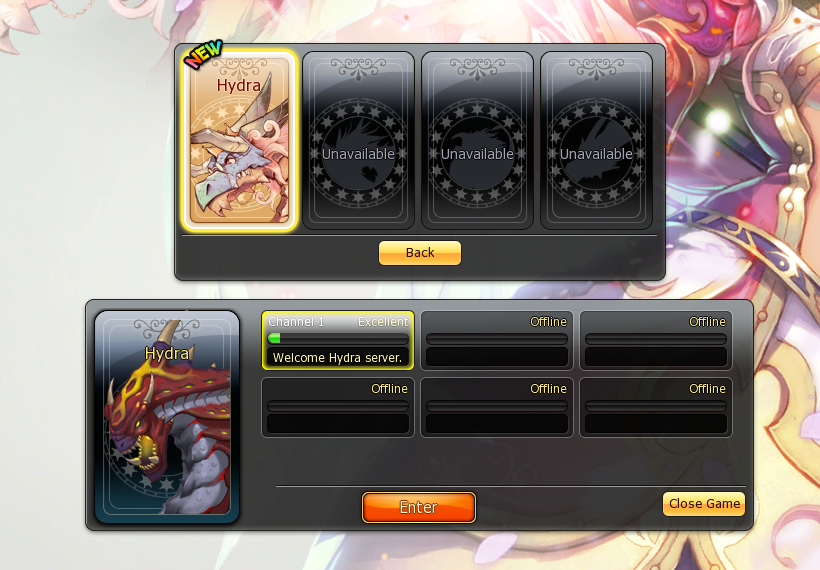 NEW
Hydra
Unavailable
Unavailable
Unavailable
Back
Hydra
Channel 1 Excellent
Welcome Hydra server.
Offline
Offline
Offline
Offline
Offline
Enter
Close Game